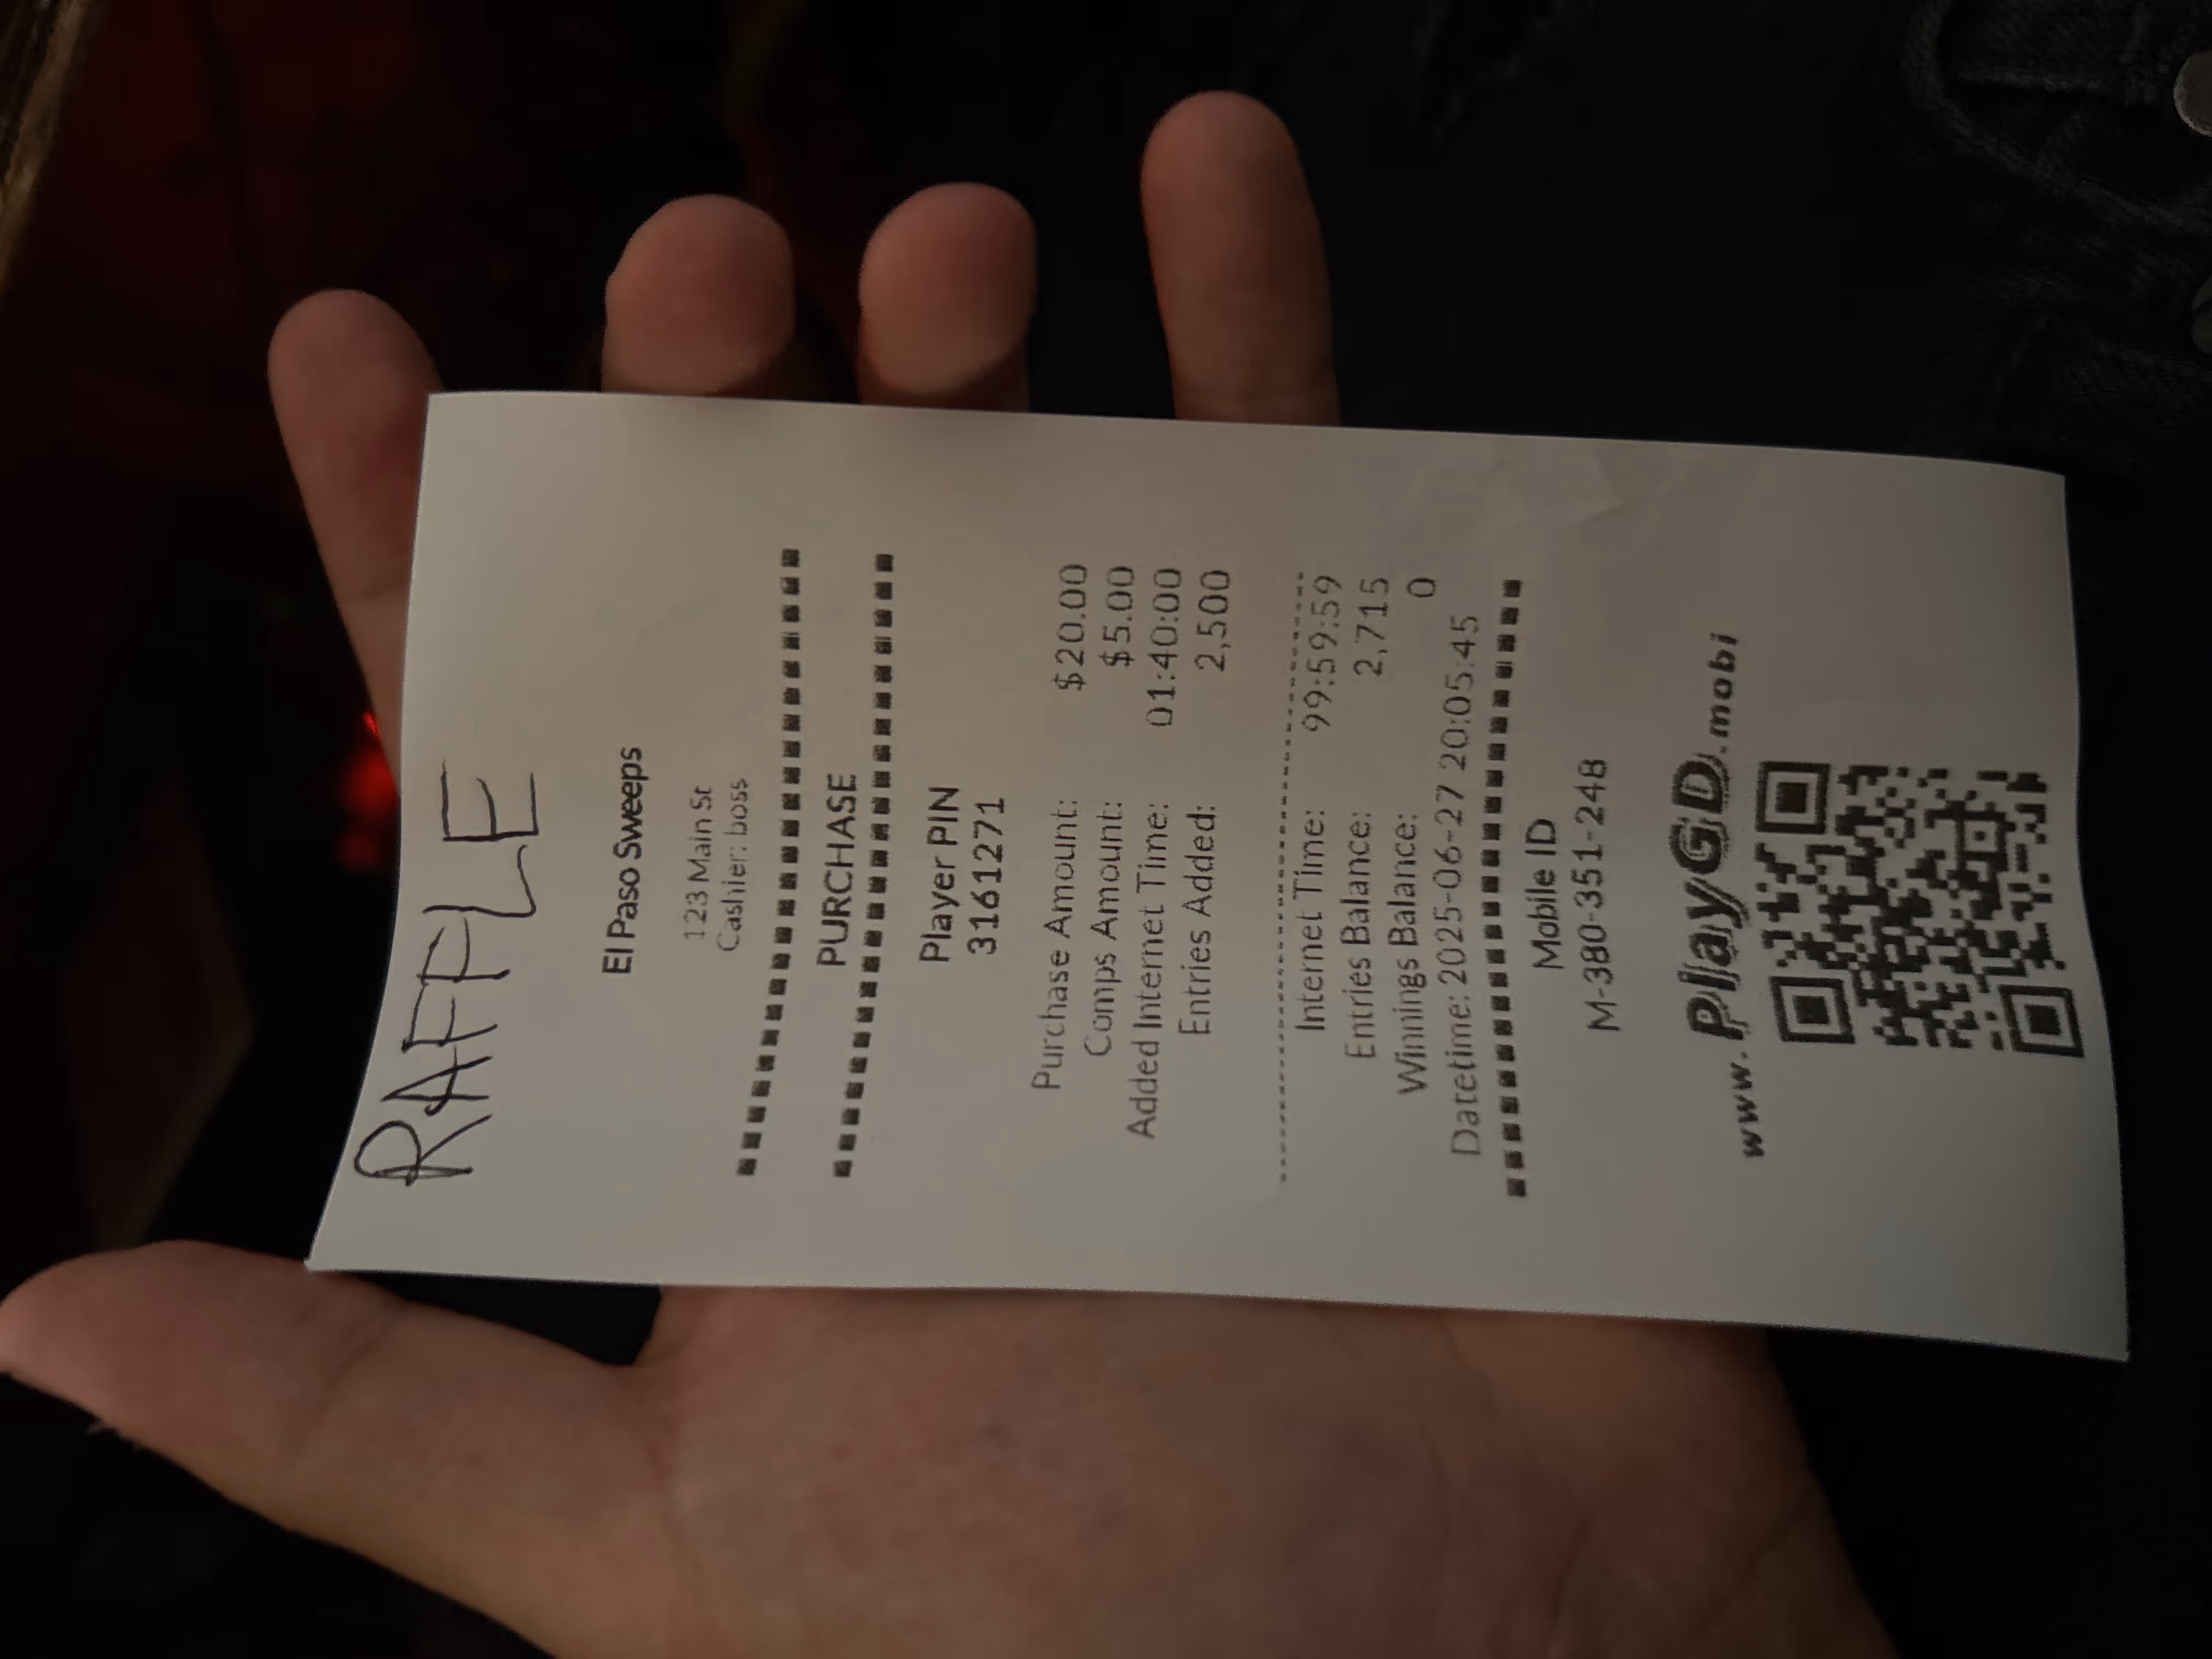 RAFFLE
El Paso Sweeps
123 Main St
Cashier: boss
PURCHASE
Player PIN
31612171
Purchase Amount: $20.00
Comps Amount: $5.00
Added Internet Time: 01:40:00
Entries Added: 2,500
Internet Time: 99:59:59
Entries Balance: 2,715
Winnings Balance: 0
Datetime: 2025-06-27 20:05:45
Mobile ID
M-380-351-248
www.PlayGD.mobi